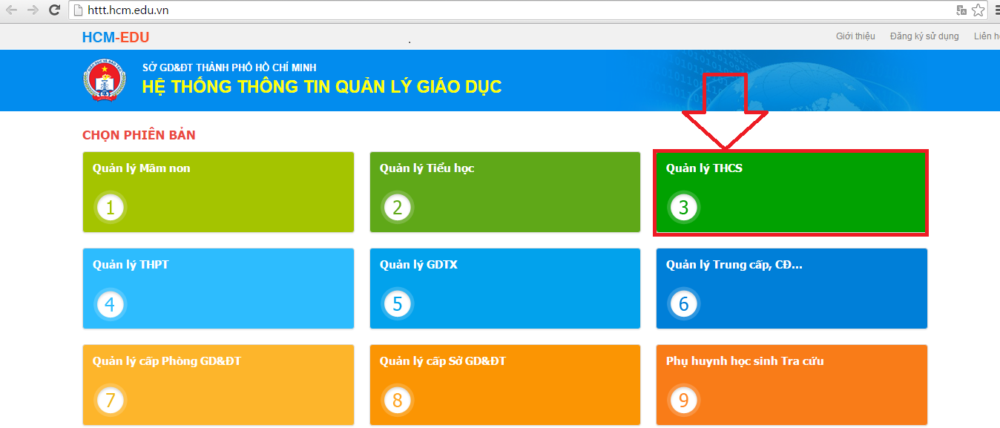 httt.hcm.edu.vn
HCM-EDU
Giới thiệu Đăng ký sử dụng Liên h
SỞ GD&ĐT THÀNH PHỐ HỒ CHÍ MINH
HỆ THỐNG THÔNG TIN QUẢN LÝ GIÁO DỤC
CHỌN PHIÊN BẢN
Quản lý Mầm non
1
Quản lý Tiểu học
2
Quản lý THCS
3
Quản lý THPT
4
Quản lý GDTX
5
Quản lý Trung cấp, CĐ...
6
Quản lý cấp Phòng GD&ĐT
7
Quản lý cấp Sở GD&ĐT
8
Phụ huynh học sinh Tra cứu
9